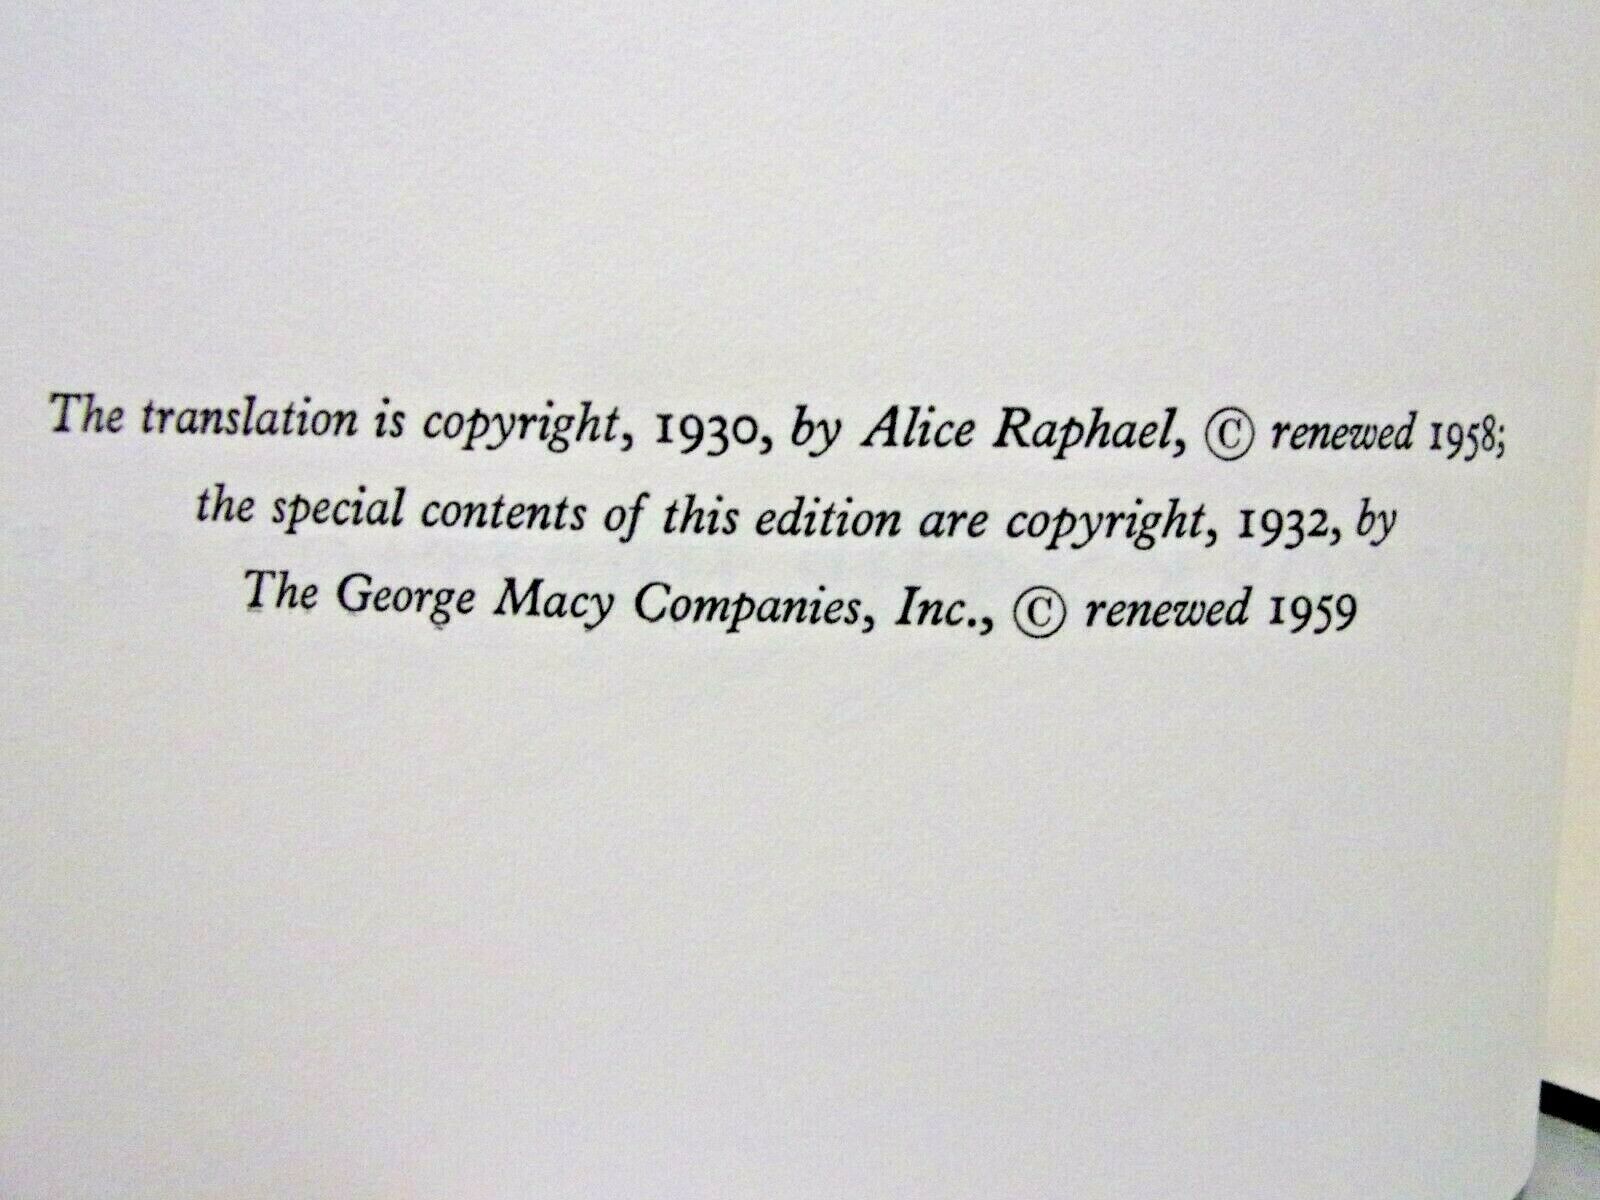 The translation is copyright, 1930, by Alice Raphael, © renewed 1958;
the special contents of this edition are copyright, 1932, by
The George Macy Companies, Inc., © renewed 1959